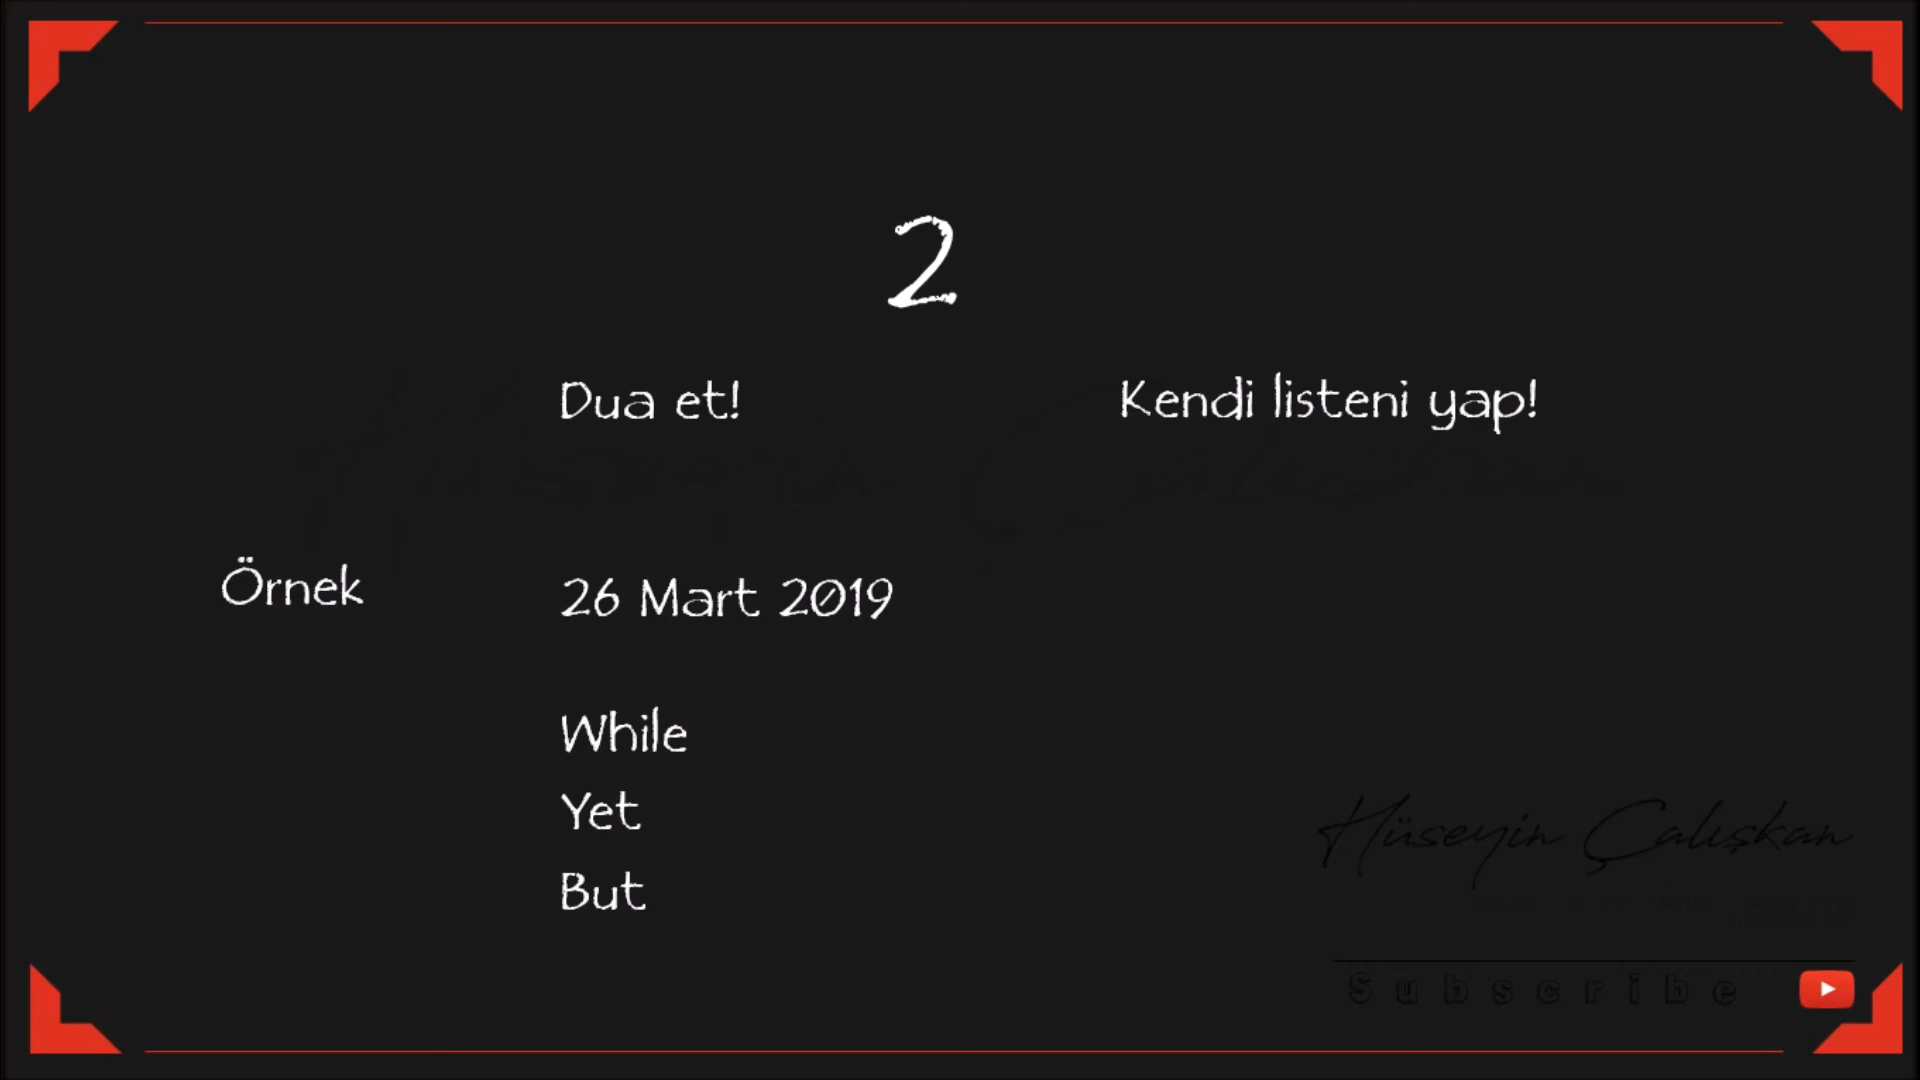 2
Dua et!
Kendi listeni yap!
Örnek
26 Mart 2019
While
Yet
But
Hüseyin Çalışkan
Subscribe